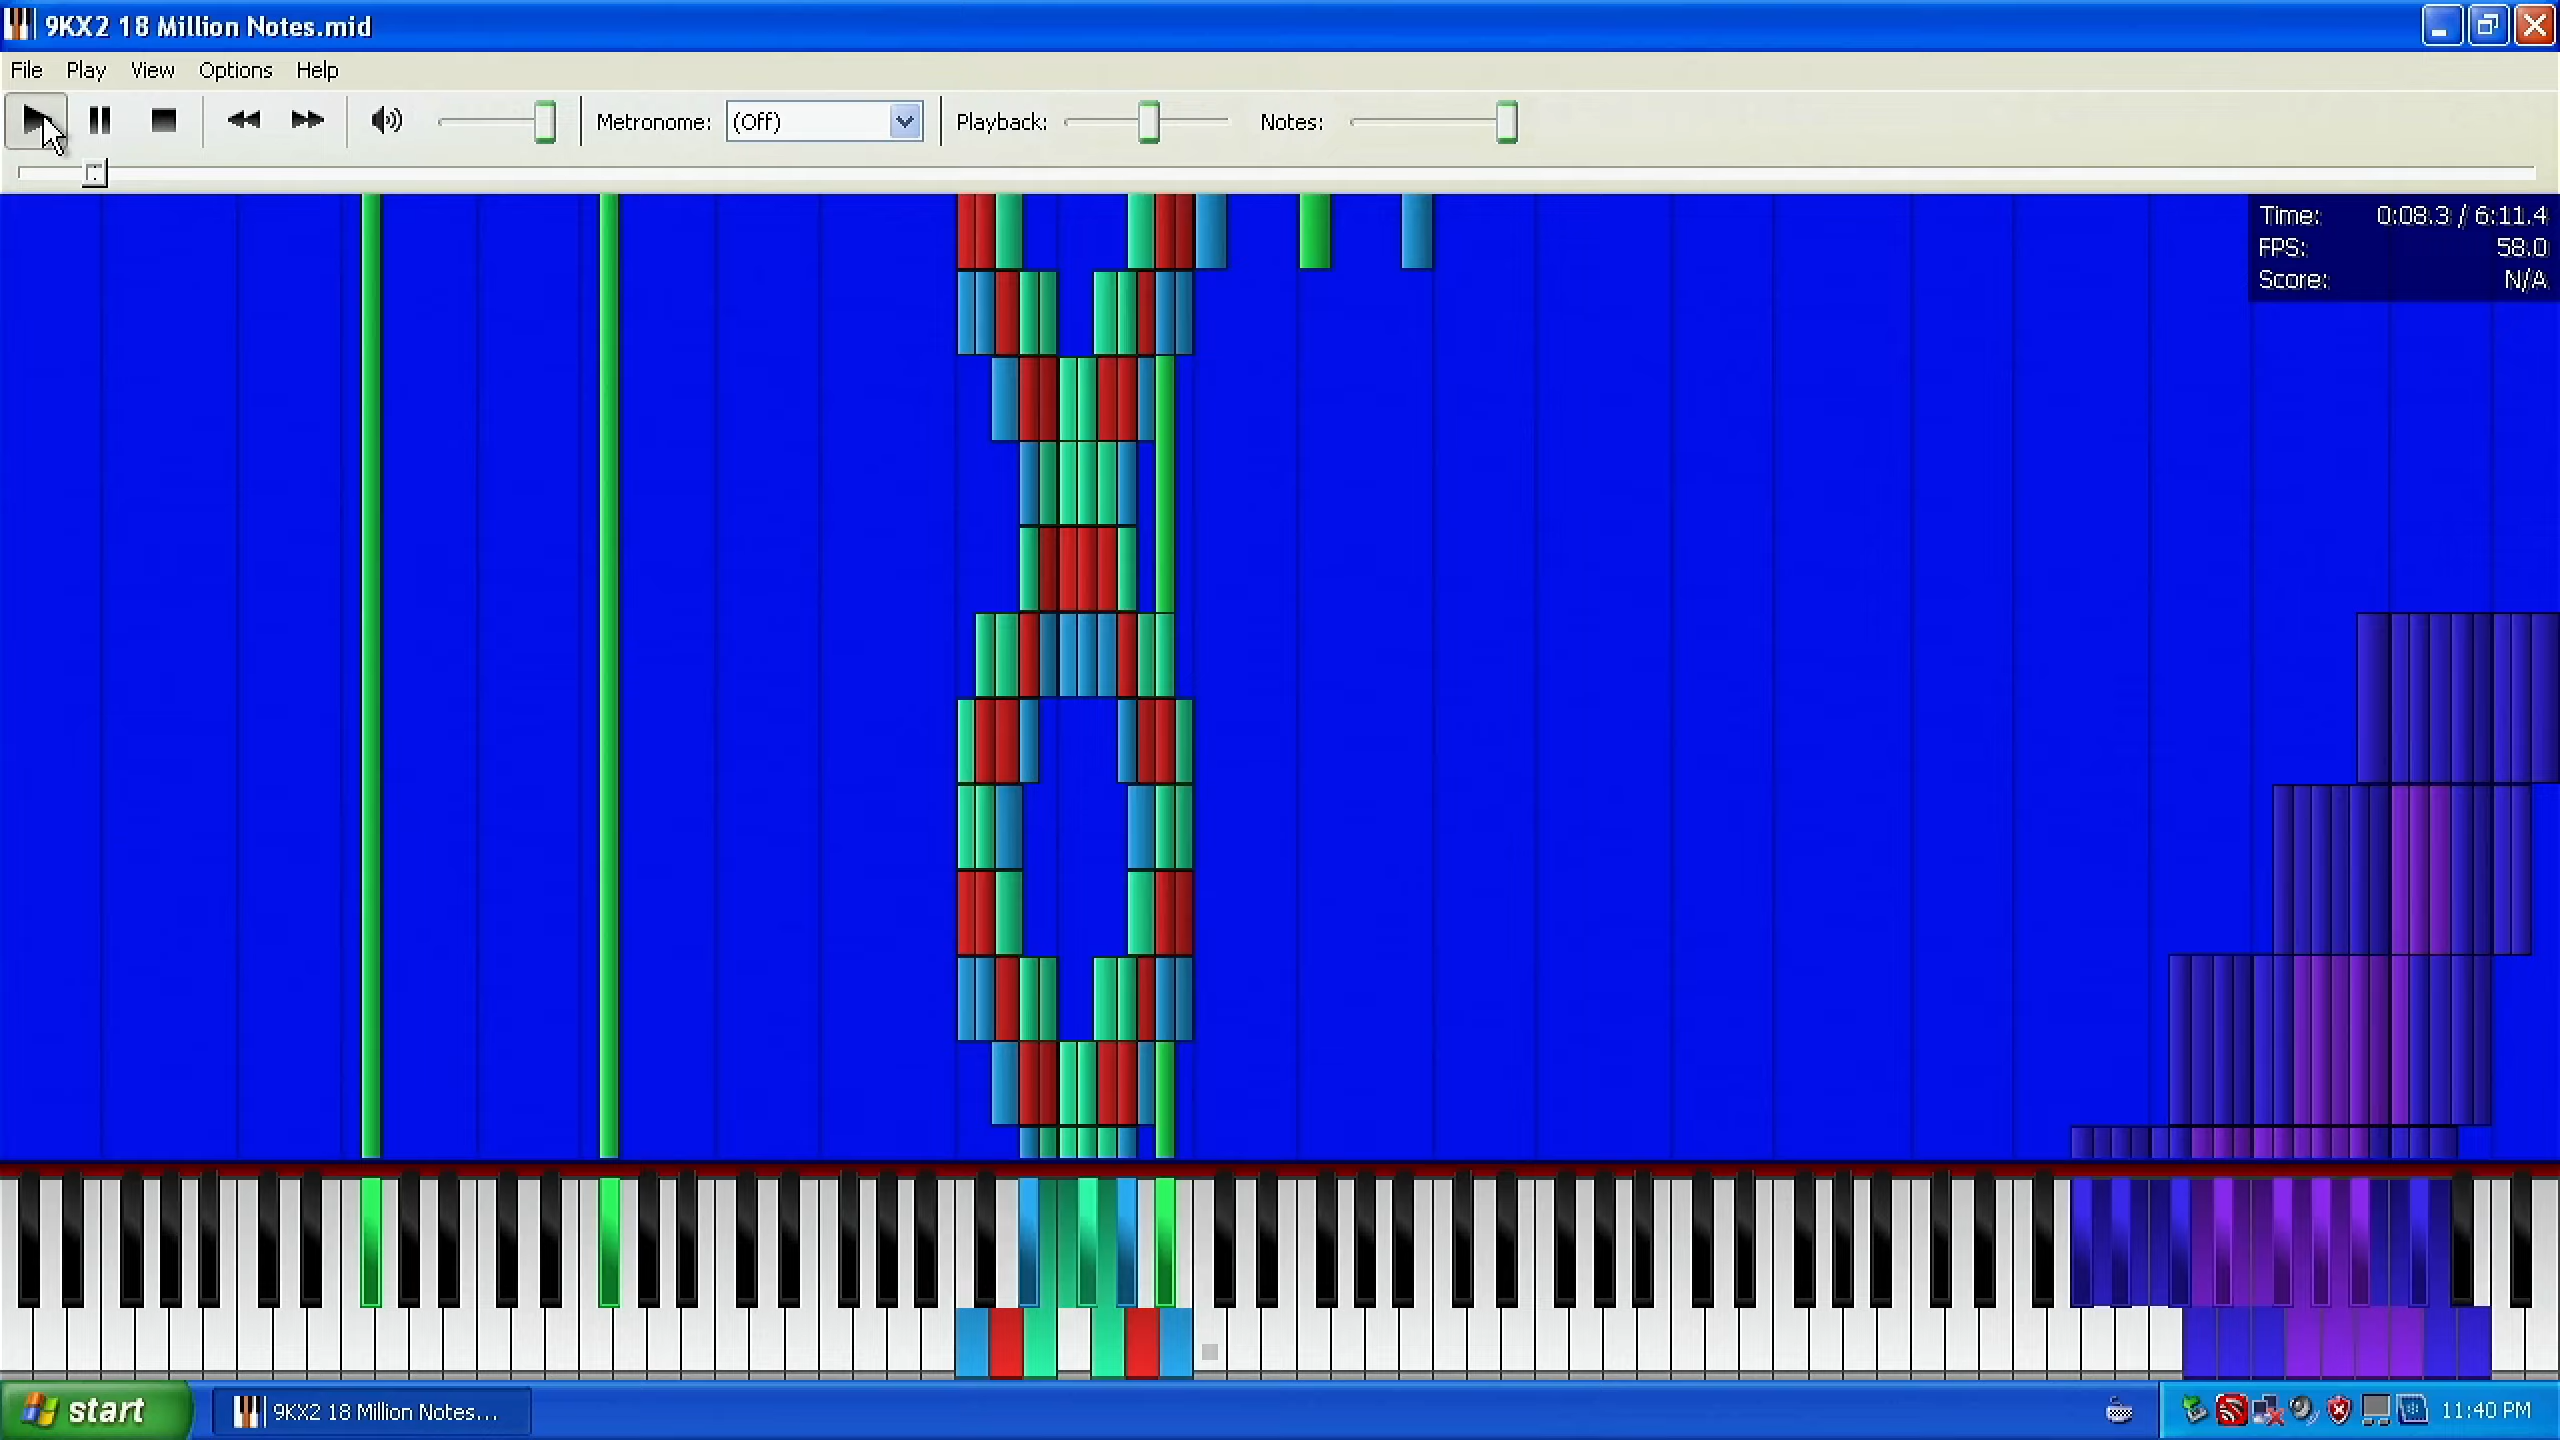 9KX2 18 Million Notes.mid
File Play View Options Help
Metronome: (Off) Playback: Notes:
Time: 0:08.3 / 6:11.4
FPS: 58.0
Score: N/A
start 9KX2 18 Million Notes... 11:40 PM